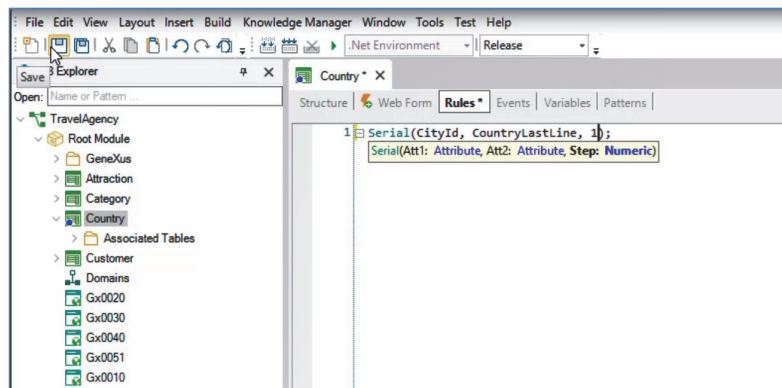 File Edit View Layout Insert Build Knowledge Manager Window Tools Test Help
.Net Environment Release
Save Explorer
Country* X
Open: Name or Pattern ...
Structure Web Form Rules* Events Variables Patterns
TravelAgency
Root Module
GeneXus
Attraction
Category
Country
Associated Tables
Customer
Domains
Gx0020
Gx0030
Gx0040
Gx0051
Gx0010
1 Serial(CityId, CountryLastLine, 1);
Serial(Att1: Attribute, Att2: Attribute, Step: Numeric)